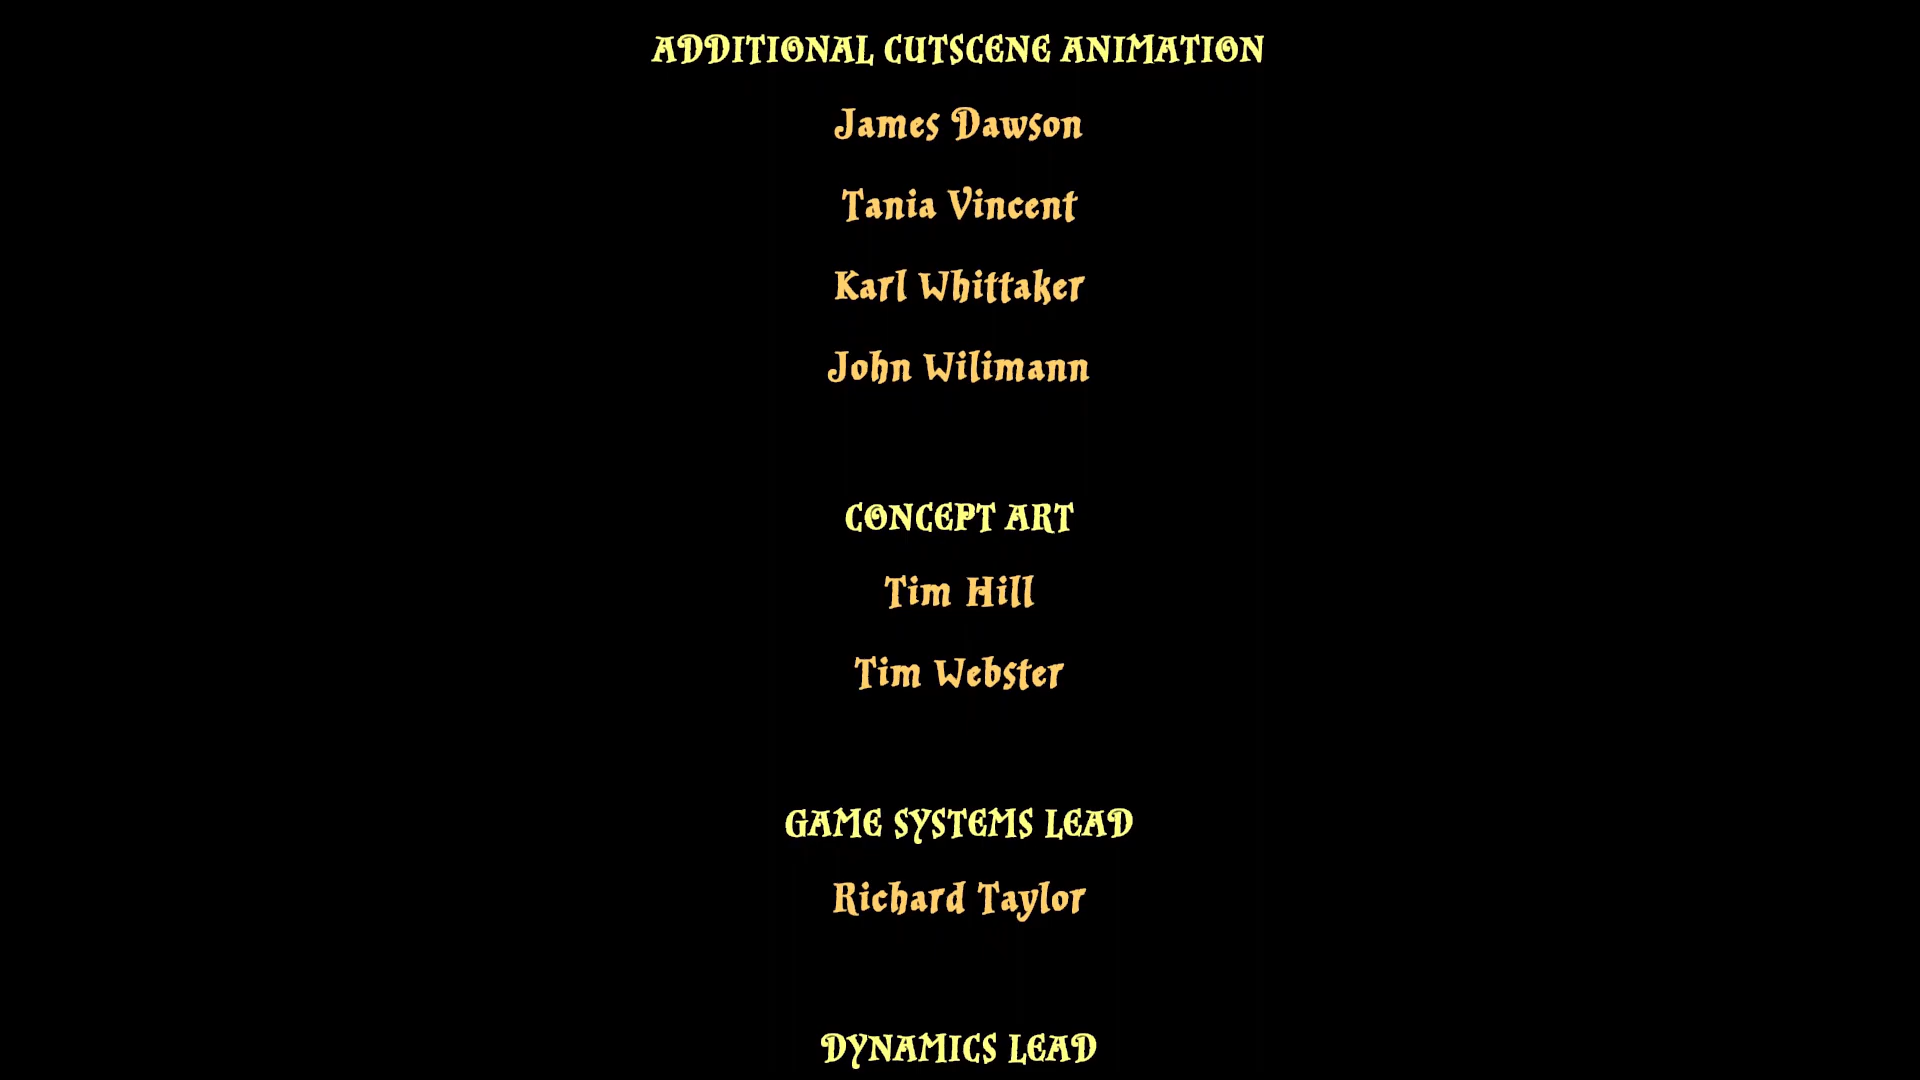 ADDITIONAL CUTSCENE ANIMATION
James Dawson
Tania Vincent
Karl Whittaker
John Wilimann
CONCEPT ART
Tim Hill
Tim Webster
GAME SYSTEMS LEAD
Richard Taylor
DYNAMICS LEAD